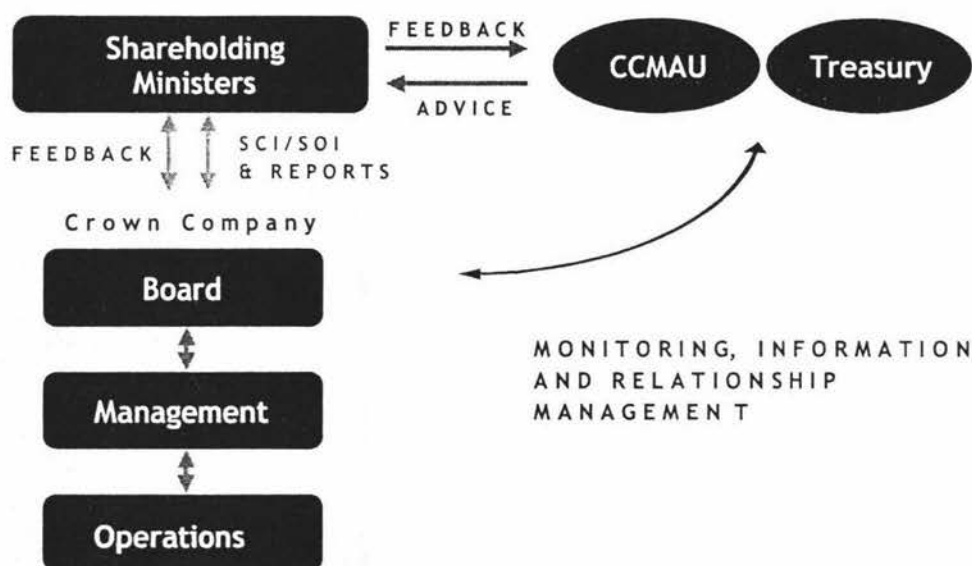 Shareholding
Ministers
FEEDBACK
ADVICE
CCMAU
Treasury
FEEDBACK
SCI/SOI
& REPORTS
Crown Company
Board
Management
Operations
MONITORING, INFORMATION
AND RELATIONSHIP
MANAGEMENT